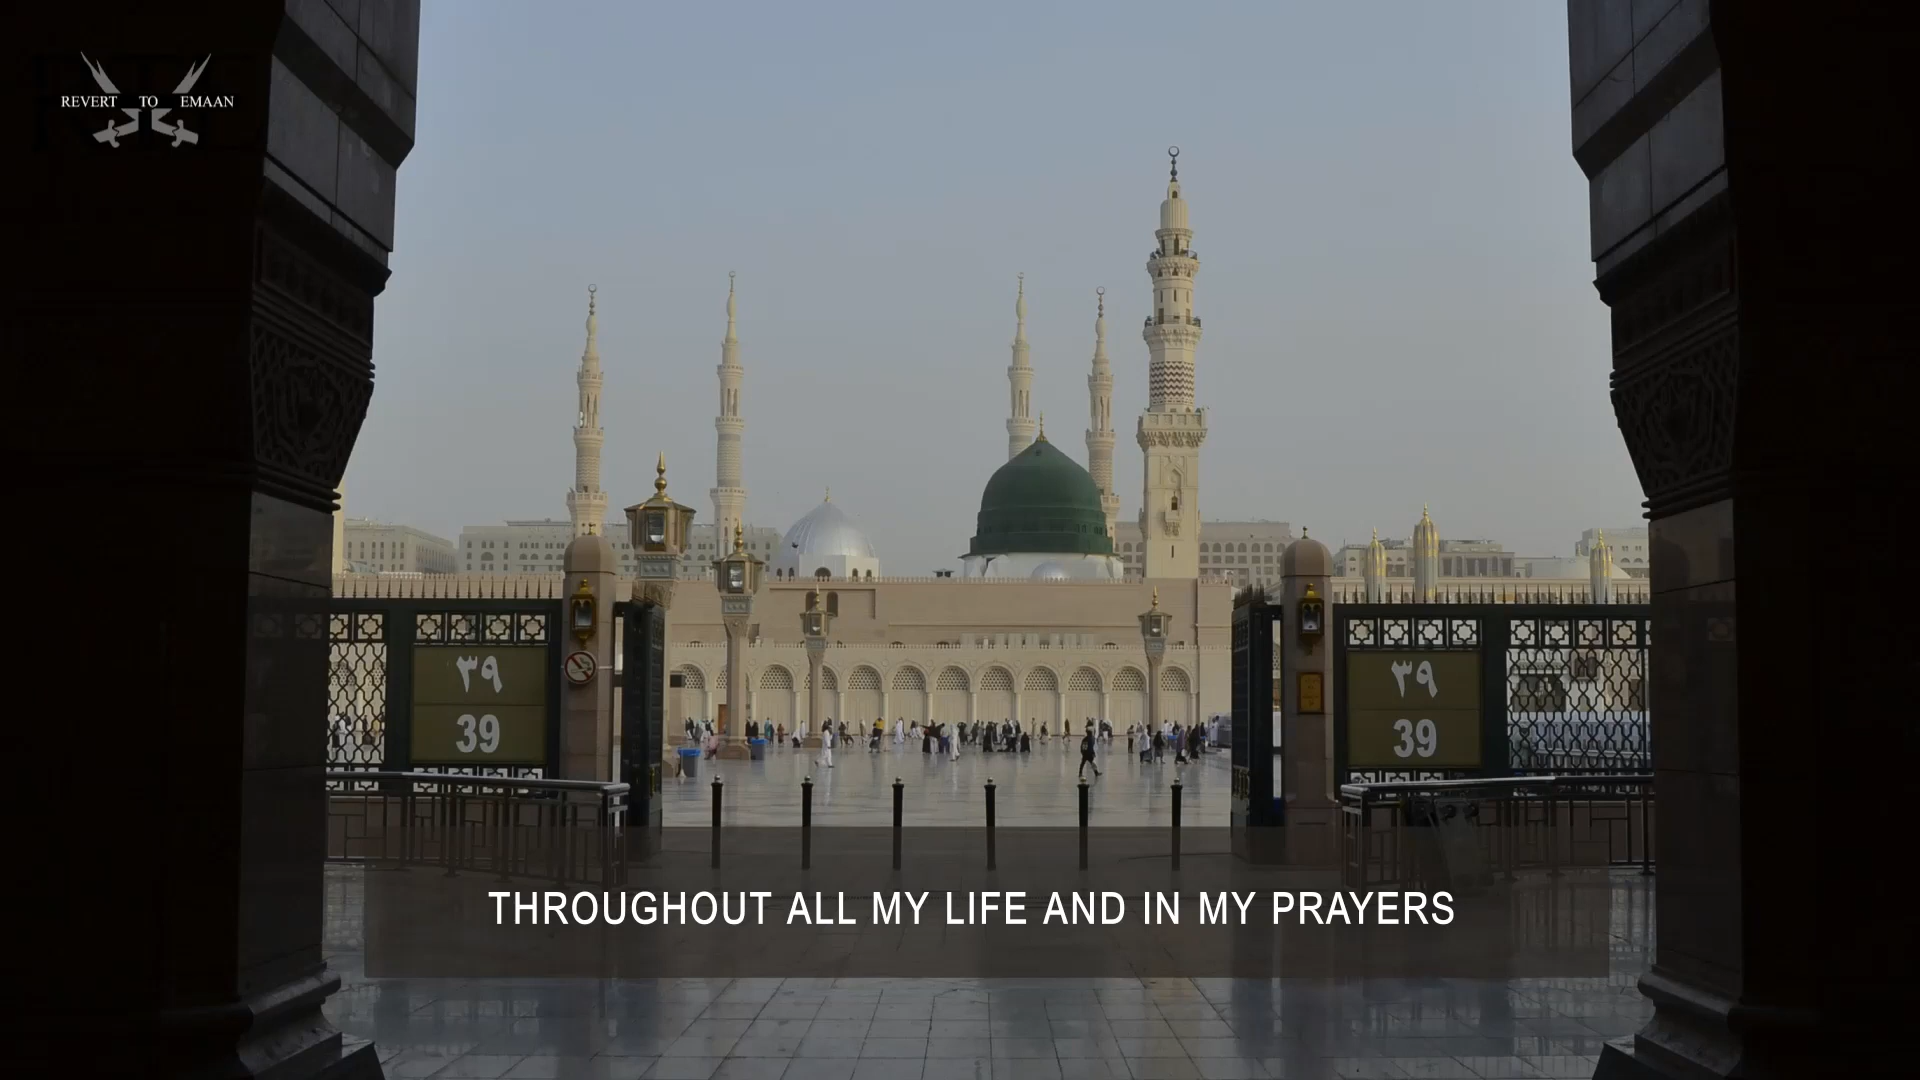 REVERT TO EMAAN
٣٩
39
٣٩
39
THROUGHOUT ALL MY LIFE AND IN MY PRAYERS